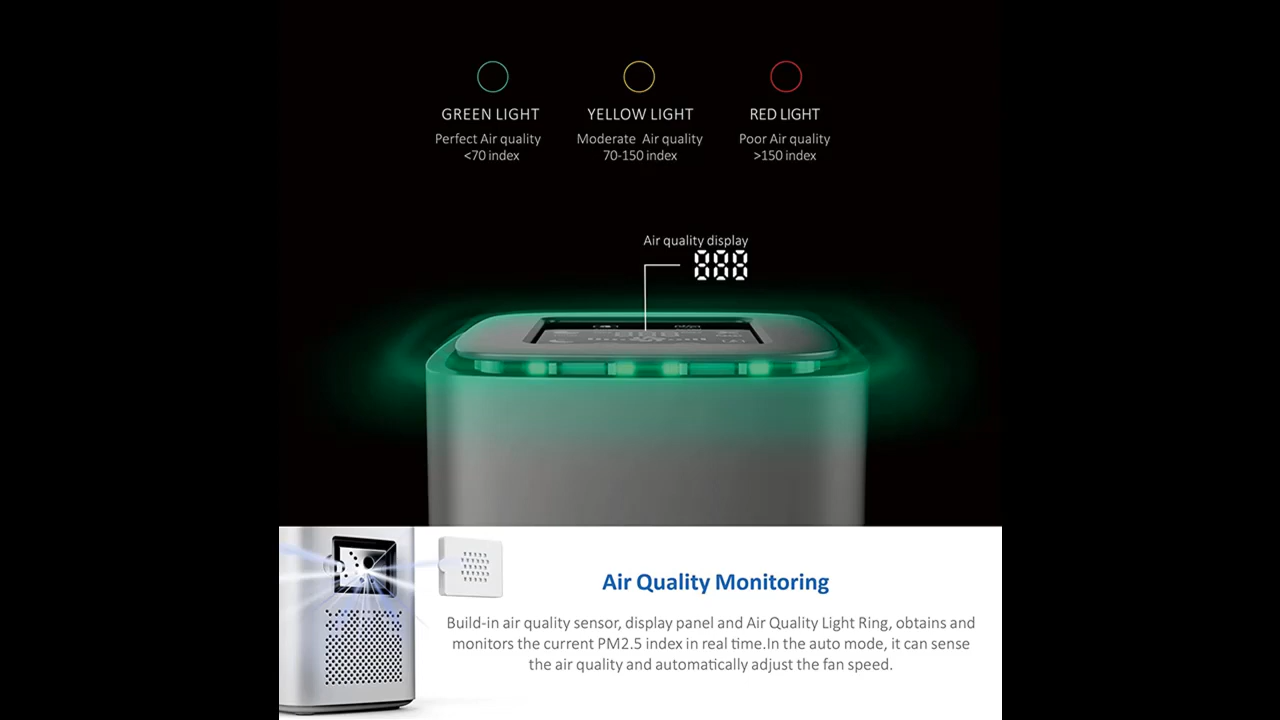 GREEN LIGHT
Perfect Air quality
<70 index
YELLOW LIGHT
Moderate Air quality
70-150 index
RED LIGHT
Poor Air quality
>150 index
Air quality display
888
Air Quality Monitoring
Build-in air quality sensor, display panel and Air Quality Light Ring, obtains and
monitors the current PM2.5 index in real time.In the auto mode, it can sense
the air quality and automatically adjust the fan speed.